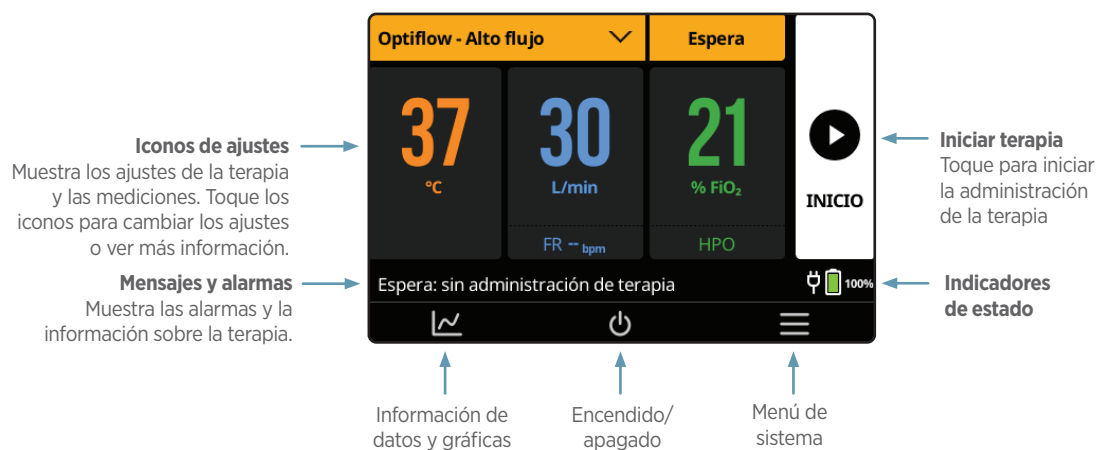 Optiflow - Alto flujo
Espera
37
°C
30
L/min
FR -- bpm
21
% FiO₂
HPO
INICIO
Espera: sin administración de terapia
100%
Iconos de ajustes
Muestra los ajustes de la terapia
y las mediciones. Toque los
iconos para cambiar los ajustes
o ver más información.
Mensajes y alarmas
Muestra las alarmas y la
información sobre la terapia.
Iniciar terapia
Toque para iniciar
la administración
de la terapia
Indicadores
de estado
Información de
datos y gráficas
Encendido/
apagado
Menú de
sistema